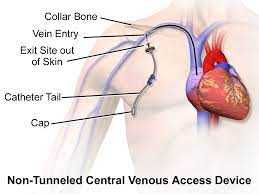 Collar Bone
Vein Entry
Exit Site out
of Skin
Catheter Tail
Cap
Non-Tunneled Central Venous Access Device